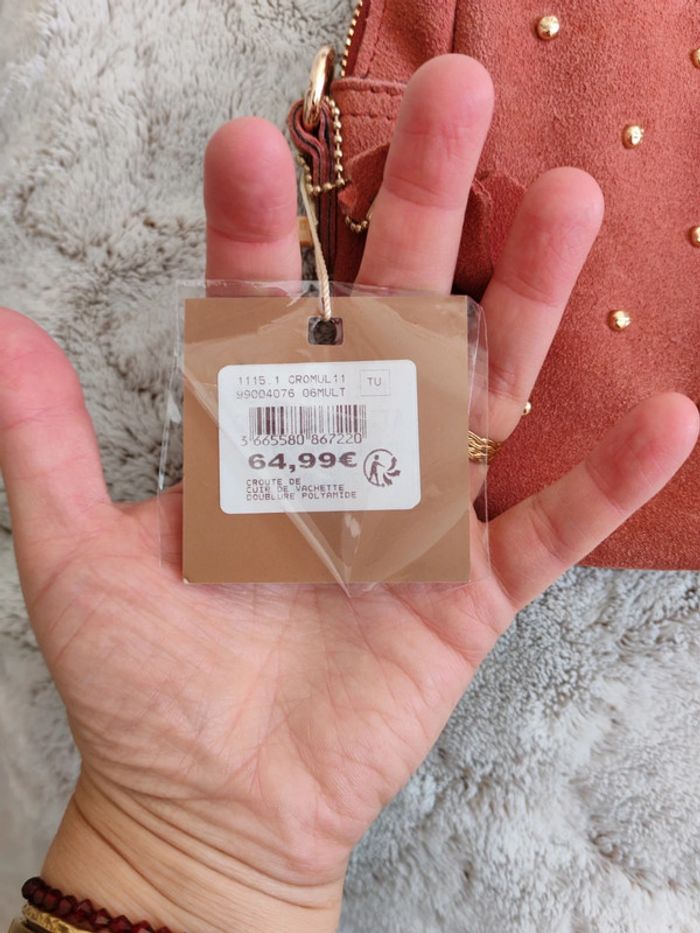 1115.1 CROMUL11 TU
99004076 06MULT
3 665580 867220
64,99€
CROUTE DE
CUIR DE VACHETTE
DOUBLURE POLYAMIDE